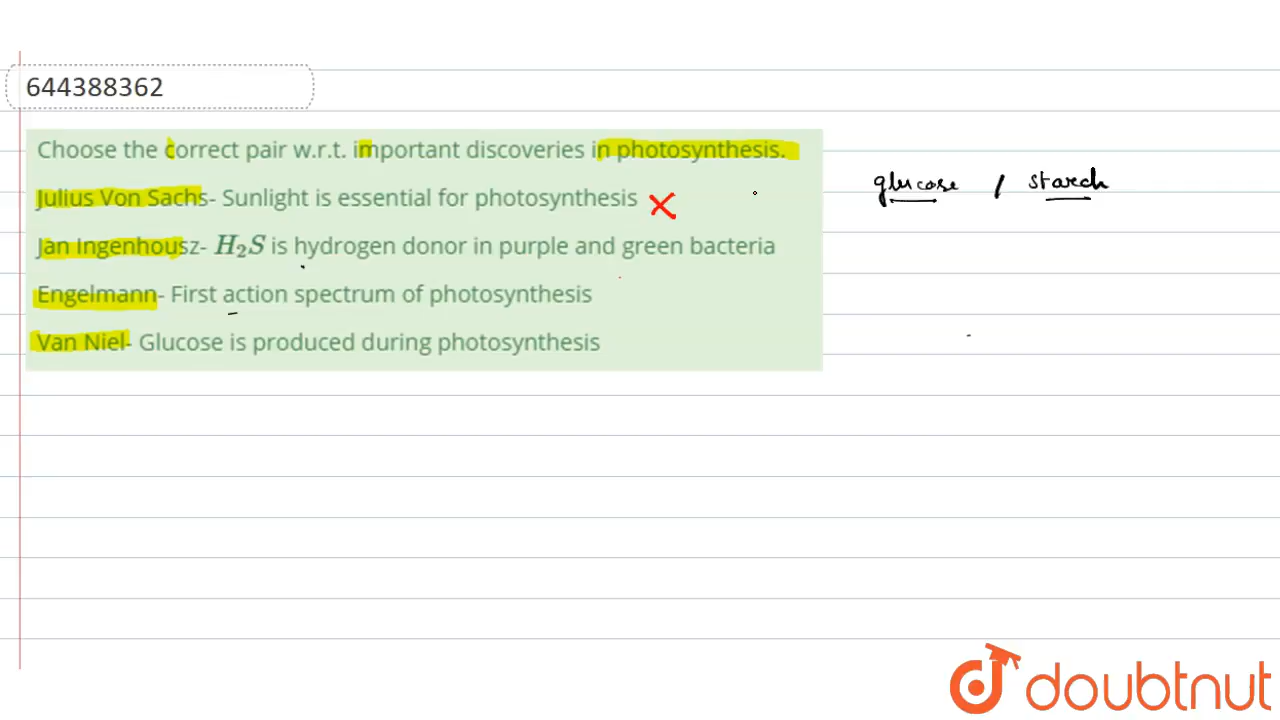 644388362
Choose the correct pair w.r.t. important discoveries in photosynthesis.
Julius Von Sachs- Sunlight is essential for photosynthesis
glucose / starch
Jan Ingenhousz- H₂S is hydrogen donor in purple and green bacteria
Engelmann- First action spectrum of photosynthesis
Van Niel- Glucose is produced during photosynthesis
doubtnut